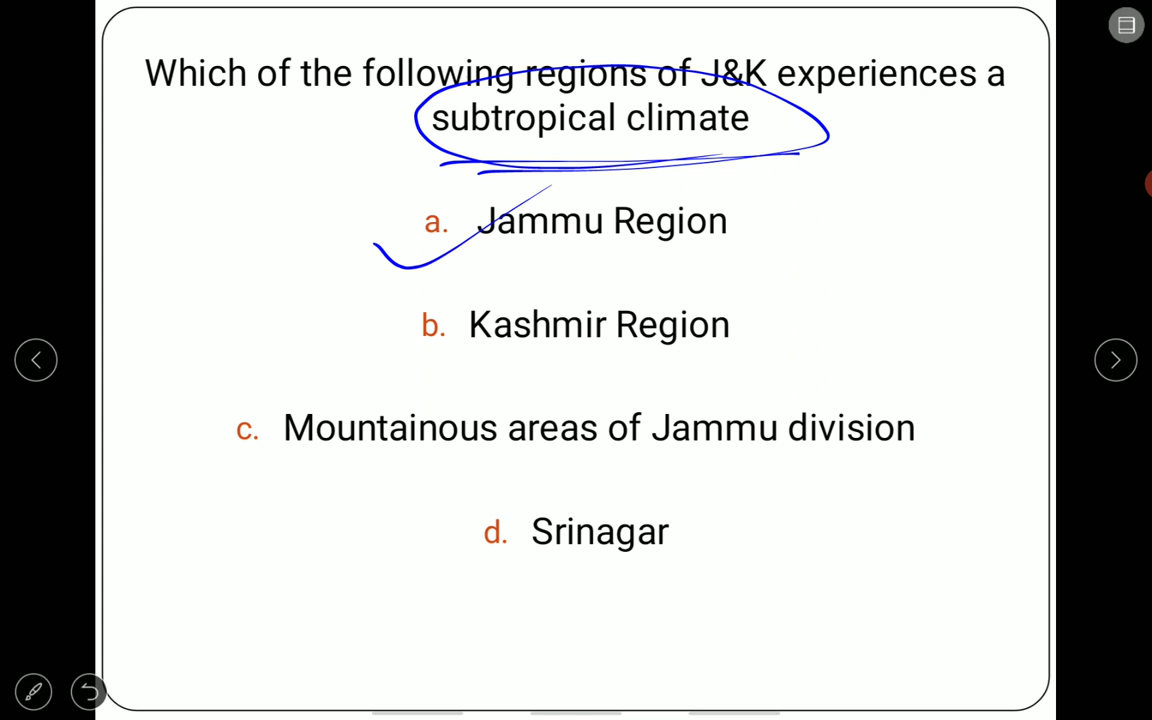 Which of the following regions of J&K experiences a
subtropical climate
a. Jammu Region
b. Kashmir Region
c. Mountainous areas of Jammu division
d. Srinagar